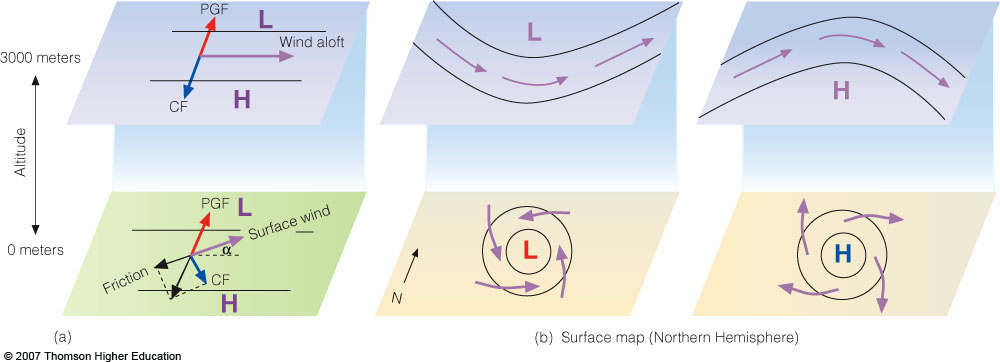 PGF
L
Wind aloft
3000 meters
CF
H
Altitude
PGF
L
Surface wind
α
0 meters
Friction
CF
H
L
H
L
H
N
(a)
(b) Surface map (Northern Hemisphere)
© 2007 Thomson Higher Education